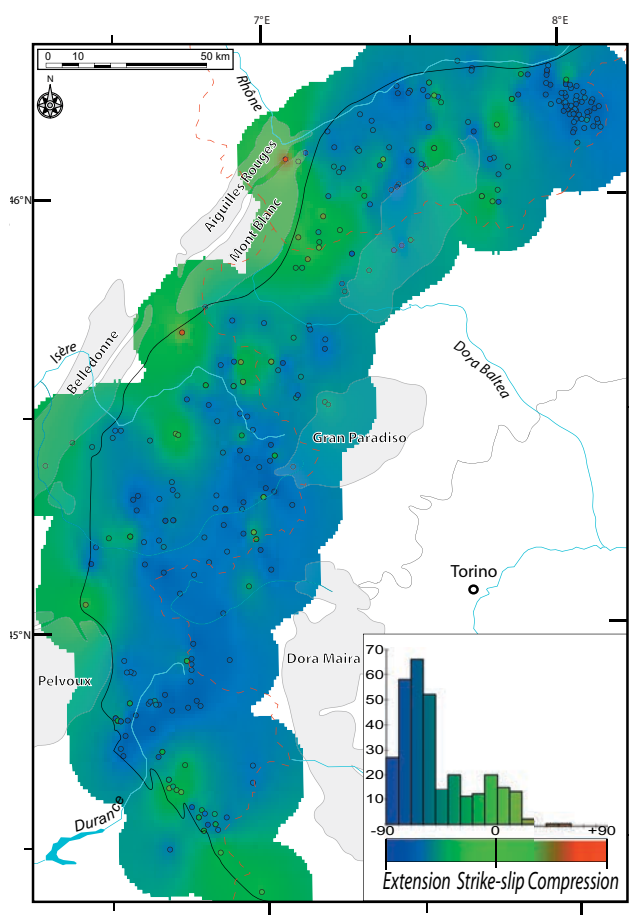 7°E 8°E
0 10 50 km
N
Rhône
46°N
Aiguilles Rouges
Mont Blanc
Isère
Belledonne
Dora Baltea
Gran Paradiso
Torino
45°N
Dora Maira
Pelvoux
Durance
70
60
50
40
30
20
10
-90 0 +90
Extension Strike-slip Compression